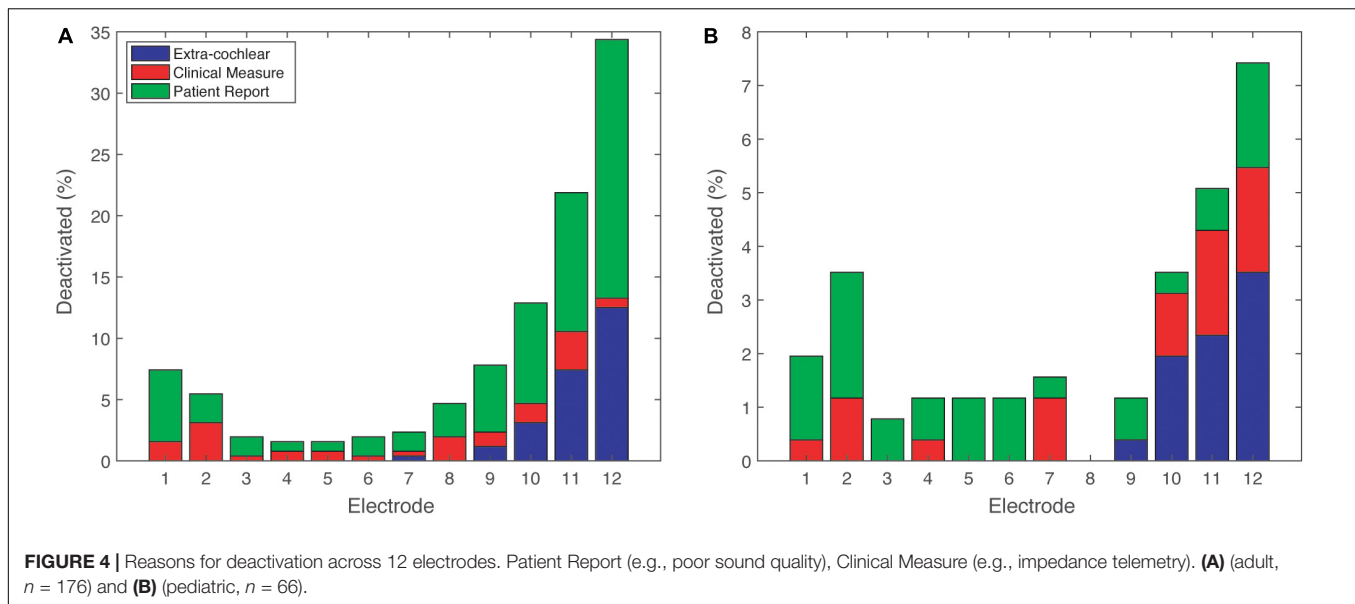 A
35
30
25
20
15
10
5
0
Deactivated (%)
Extra-cochlear
Clinical Measure
Patient Report
1 2 3 4 5 6 7 8 9 10 11 12
Electrode
B
8
7
6
5
4
3
2
1
0
Deactivated (%)
1 2 3 4 5 6 7 8 9 10 11 12
Electrode
FIGURE 4 | Reasons for deactivation across 12 electrodes. Patient Report (e.g., poor sound quality), Clinical Measure (e.g., impedance telemetry). (A) (adult,
n = 176) and (B) (pediatric, n = 66).